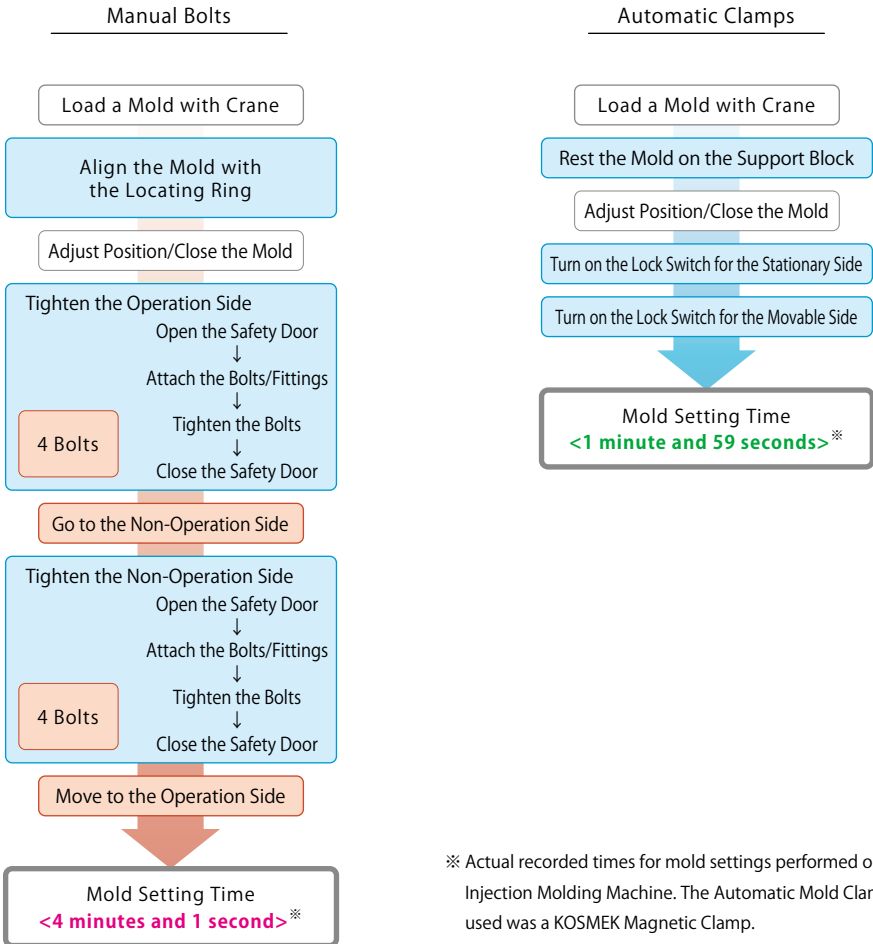 Manual Bolts
Load a Mold with Crane
Align the Mold with
the Locating Ring
Adjust Position/Close the Mold
Tighten the Operation Side
Open the Safety Door
↓
Attach the Bolts/Fittings
↓
Tighten the Bolts
↓
Close the Safety Door
4 Bolts
Go to the Non-Operation Side
Tighten the Non-Operation Side
Open the Safety Door
↓
Attach the Bolts/Fittings
↓
Tighten the Bolts
↓
Close the Safety Door
4 Bolts
Move to the Operation Side
Mold Setting Time
<4 minutes and 1 second>※
Automatic Clamps
Load a Mold with Crane
Rest the Mold on the Support Block
Adjust Position/Close the Mold
Turn on the Lock Switch for the Stationary Side
Turn on the Lock Switch for the Movable Side
Mold Setting Time
<1 minute and 59 seconds>※
※ Actual recorded times for mold settings performed
Injection Molding Machine. The Automatic Mold
used was a KOSMEK Magnetic Clamp.